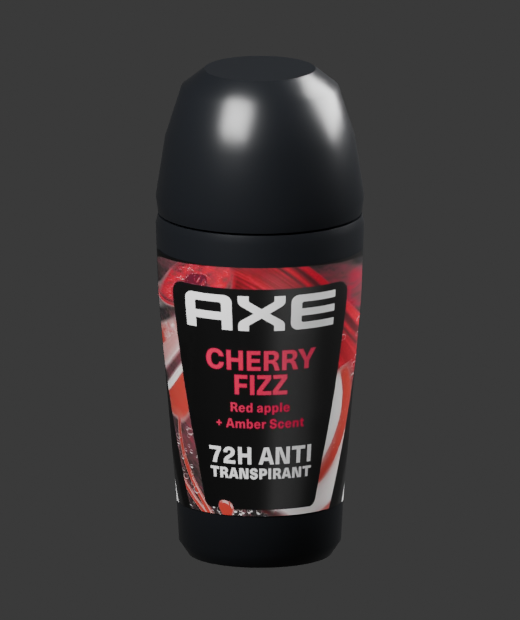 AXE
CHERRY
FIZZ
Red apple
+ Amber Scent
72H ANTI
TRANSPIRANT